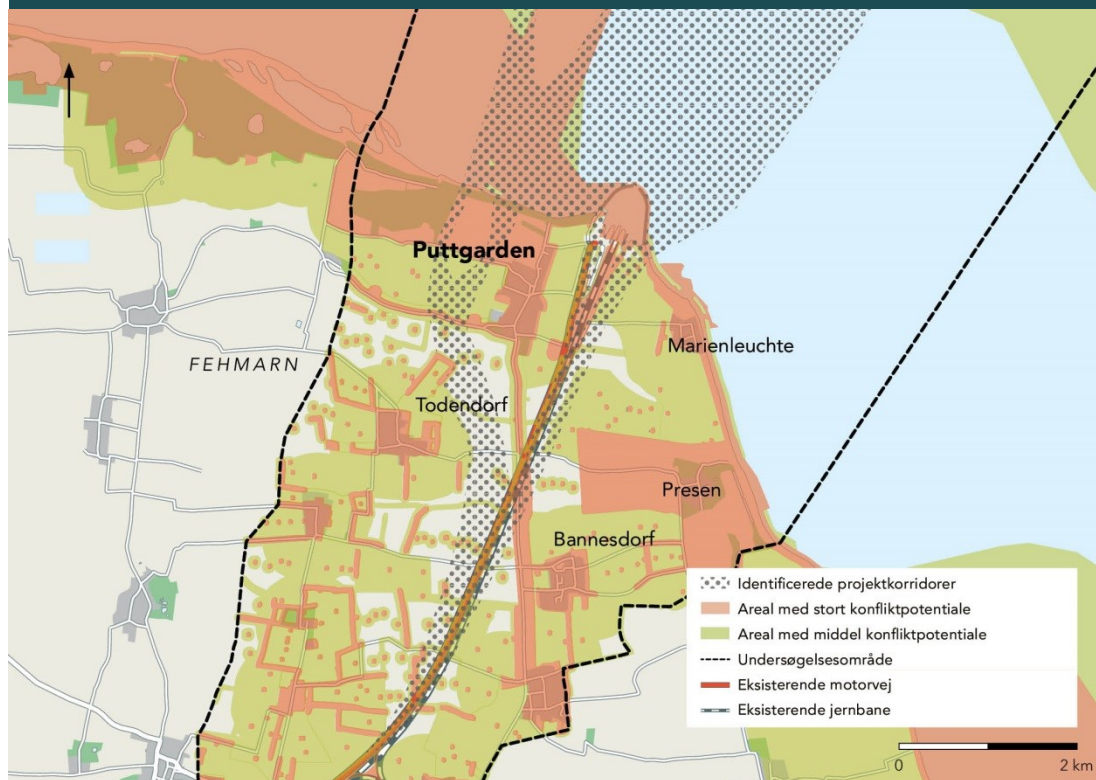 Puttgarden
FEHMARN
Marienleuchte
Todendorf
Presen
Bannesdorf
Identificerede projektkorridorer
Areal med stort konfliktpotentiale
Areal med middel konfliktpotentiale
Undersøgelsesområde
Eksisterende motorvej
Eksisterende jernbane
0 2 km